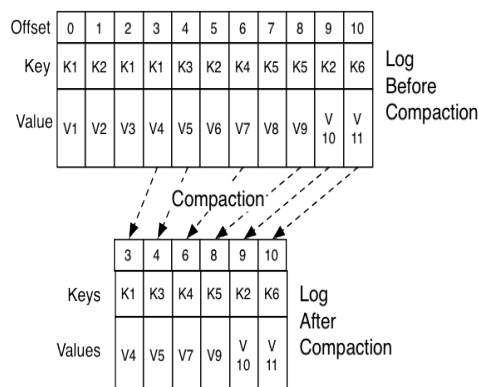 Offset 0 1 2 3 4 5 6 7 8 9 10
Key K1 K2 K1 K1 K3 K2 K4 K5 K5 K2 K6
Value V1 V2 V3 V4 V5 V6 V7 V8 V9 V 10 V 11
Log
Before
Compaction
Compaction
3 4 6 8 9 10
Keys K1 K3 K4 K5 K2 K6
Values V4 V5 V7 V9 V 10 V 11
Log
After
Compaction